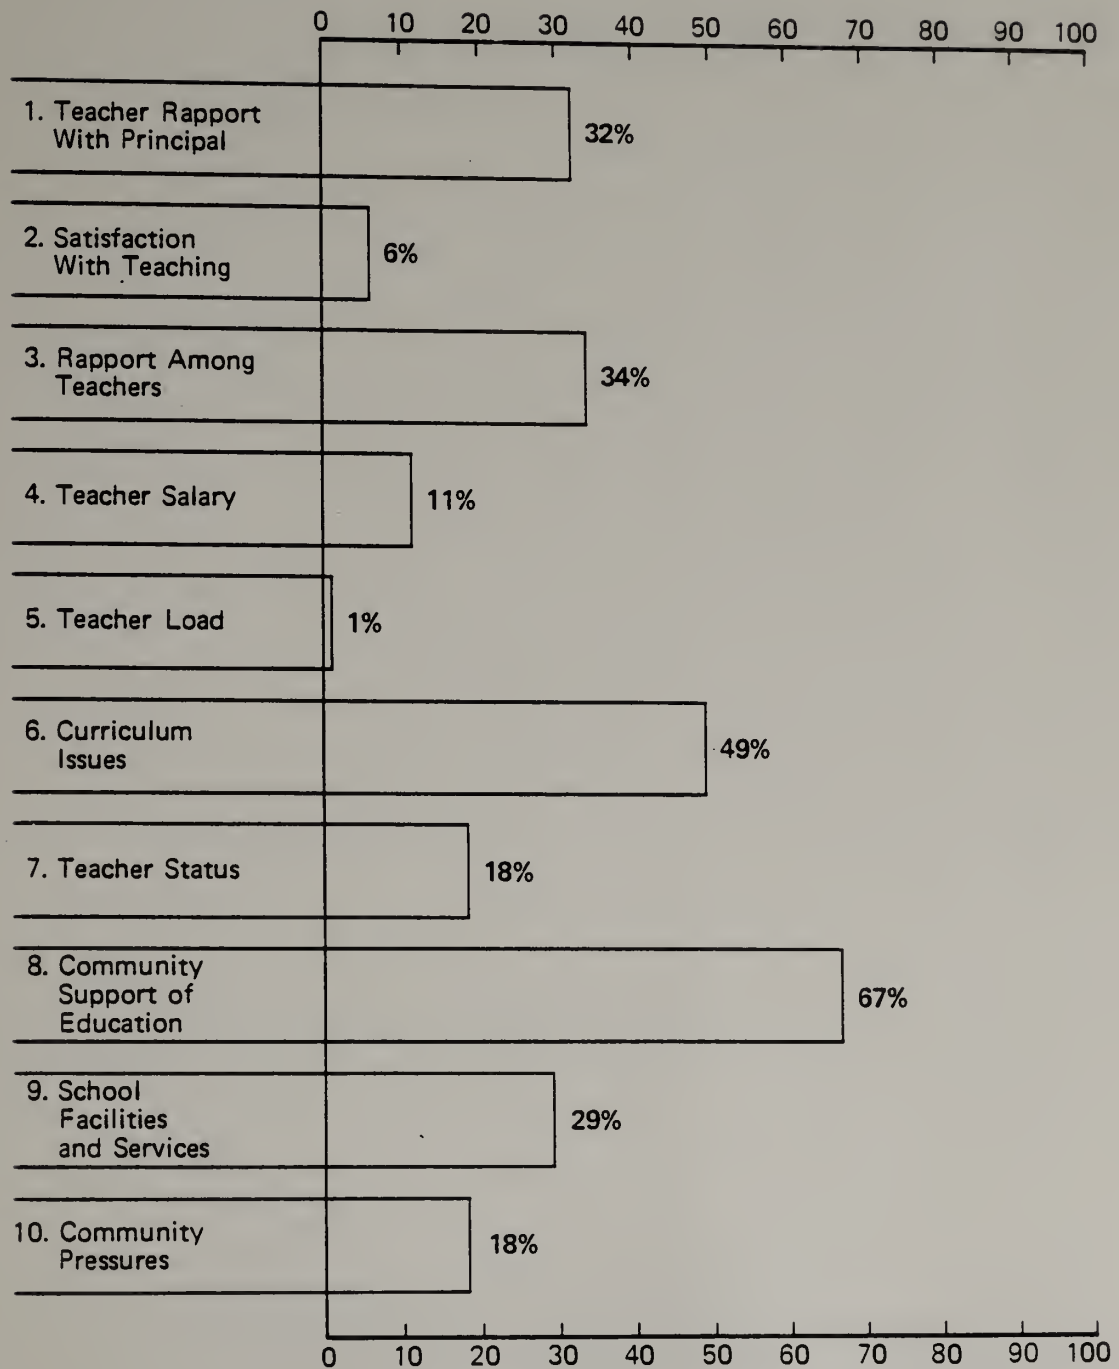 0 10 20 30 40 50 60 70 80 90 100
1. Teacher Rapport
With Principal
32%
2. Satisfaction
With Teaching
6%
3. Rapport Among
Teachers
34%
4. Teacher Salary
11%
5. Teacher Load
1%
6. Curriculum
Issues
49%
7. Teacher Status
18%
8. Community
Support of
Education
67%
9. School
Facilities
and Services
29%
10. Community
Pressures
18%
0 10 20 30 40 50 60 70 80 90 100